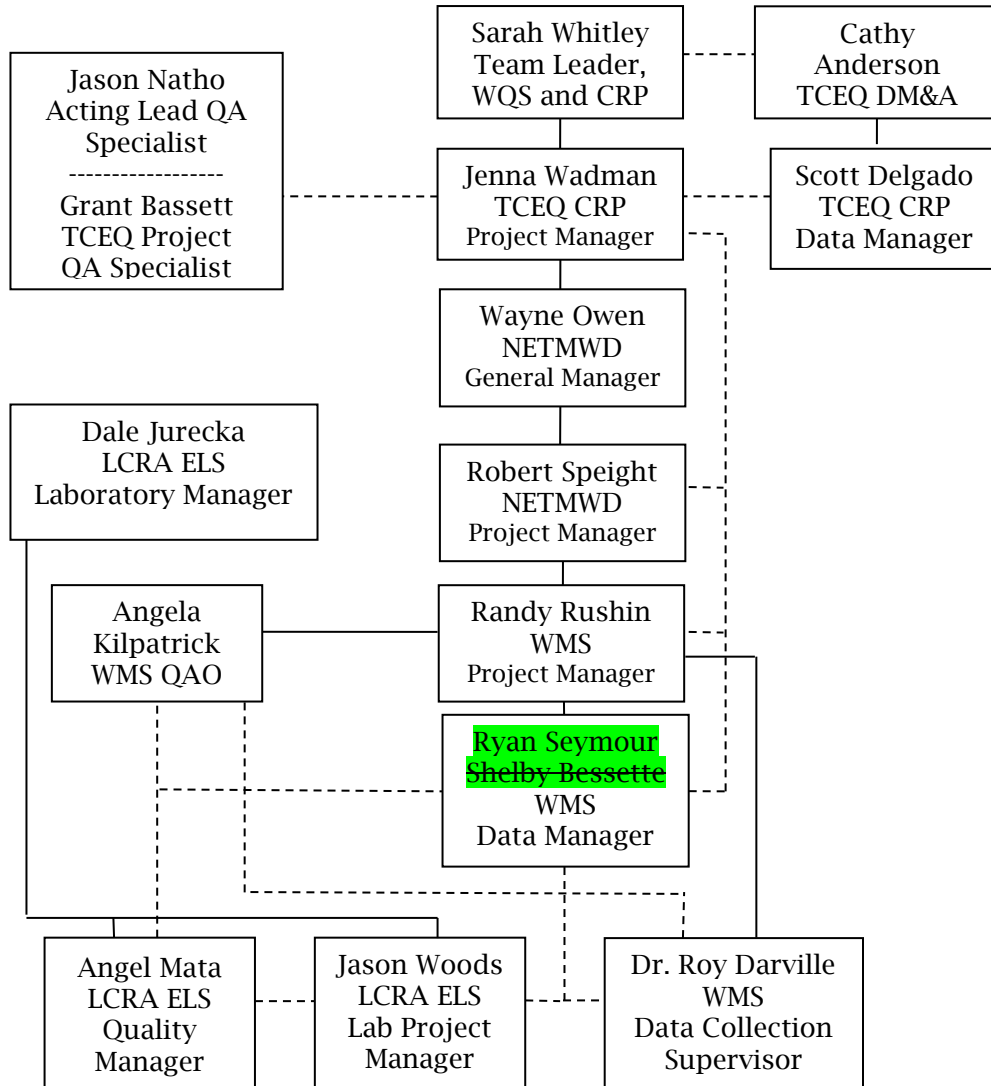 Sarah Whitley
Team Leader,
WQS and CRP
Cathy
Anderson
TCEQ DM&A
Jason Natho
Acting Lead QA
Specialist
------------------
Grant Bassett
TCEQ Project
QA Specialist
Jenna Wadman
TCEQ CRP
Project Manager
Scott Delgado
TCEQ CRP
Data Manager
Wayne Owen
NETMWD
General Manager
Dale Jurecka
LCRA ELS
Laboratory Manager
Robert Speight
NETMWD
Project Manager
Angela
Kilpatrick
WMS QAO
Randy Rushin
WMS
Project Manager
Ryan Seymour
Shelby Bessette
WMS
Data Manager
Angel Mata
LCRA ELS
Quality
Manager
Jason Woods
LCRA ELS
Lab Project
Manager
Dr. Roy Darville
WMS
Data Collection
Supervisor